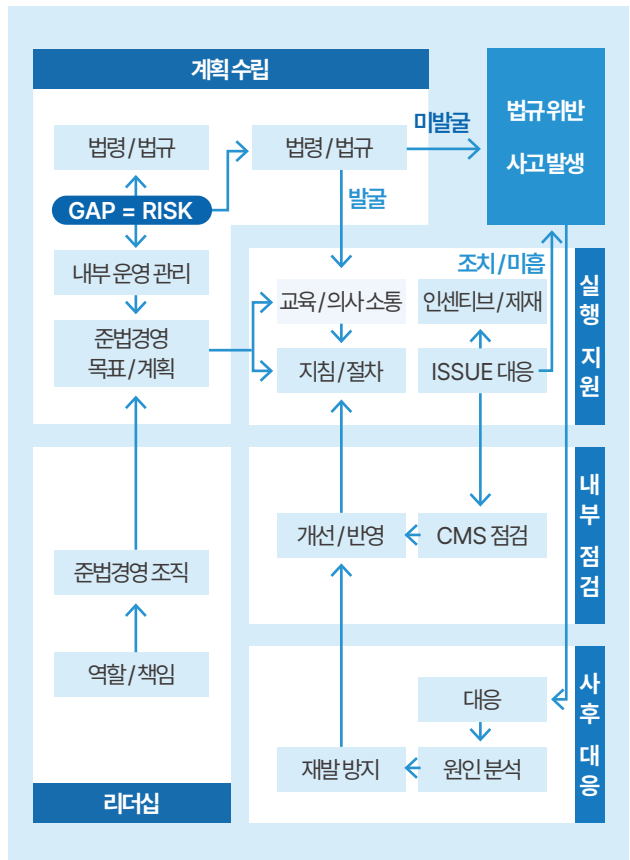 계획 수립
법규 위반
사고 발생
미발굴
법령 / 법규
법령 / 법규
GAP = RISK
발굴
내부 운영 관리
조치 / 미흡
교육 / 의사 소통
인센티브 / 제재
준법경영
목표 / 계획
지침 / 절차
ISSUE 대응
실행 지원
개선 / 반영
CMS 점검
내부 점검
준법경영 조직
역할 / 책임
대응
재발 방지
원인 분석
사후 대응
리더십